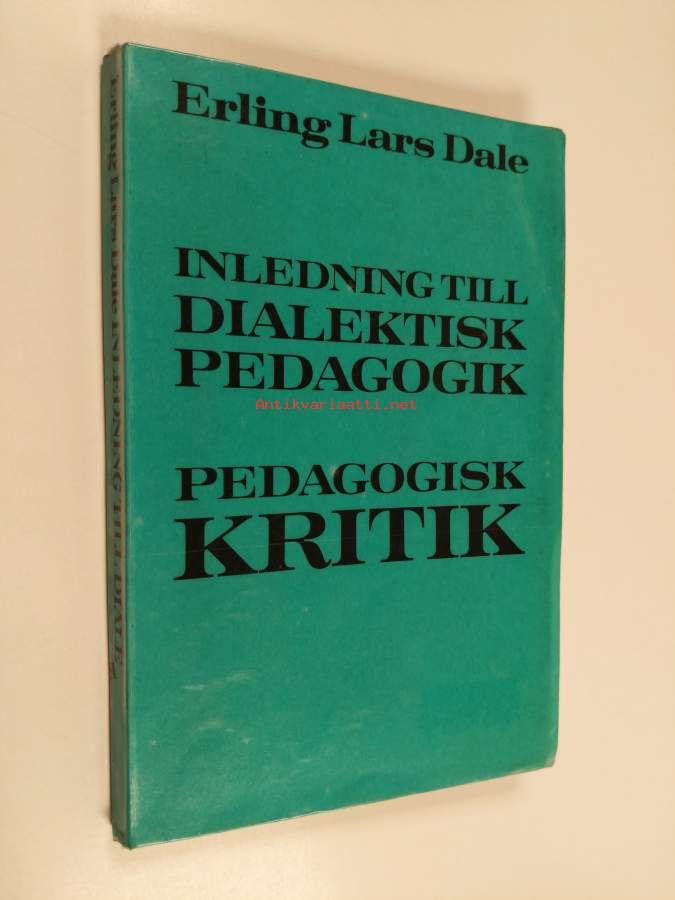 Erling Lars Dale
INLEDNING TILL
DIALEKTISK
PEDAGOGIK
Antikvariaatti.net
PEDAGOGISK
KRITIK
Erling Lars Dale INLEDNING TILL DIALE